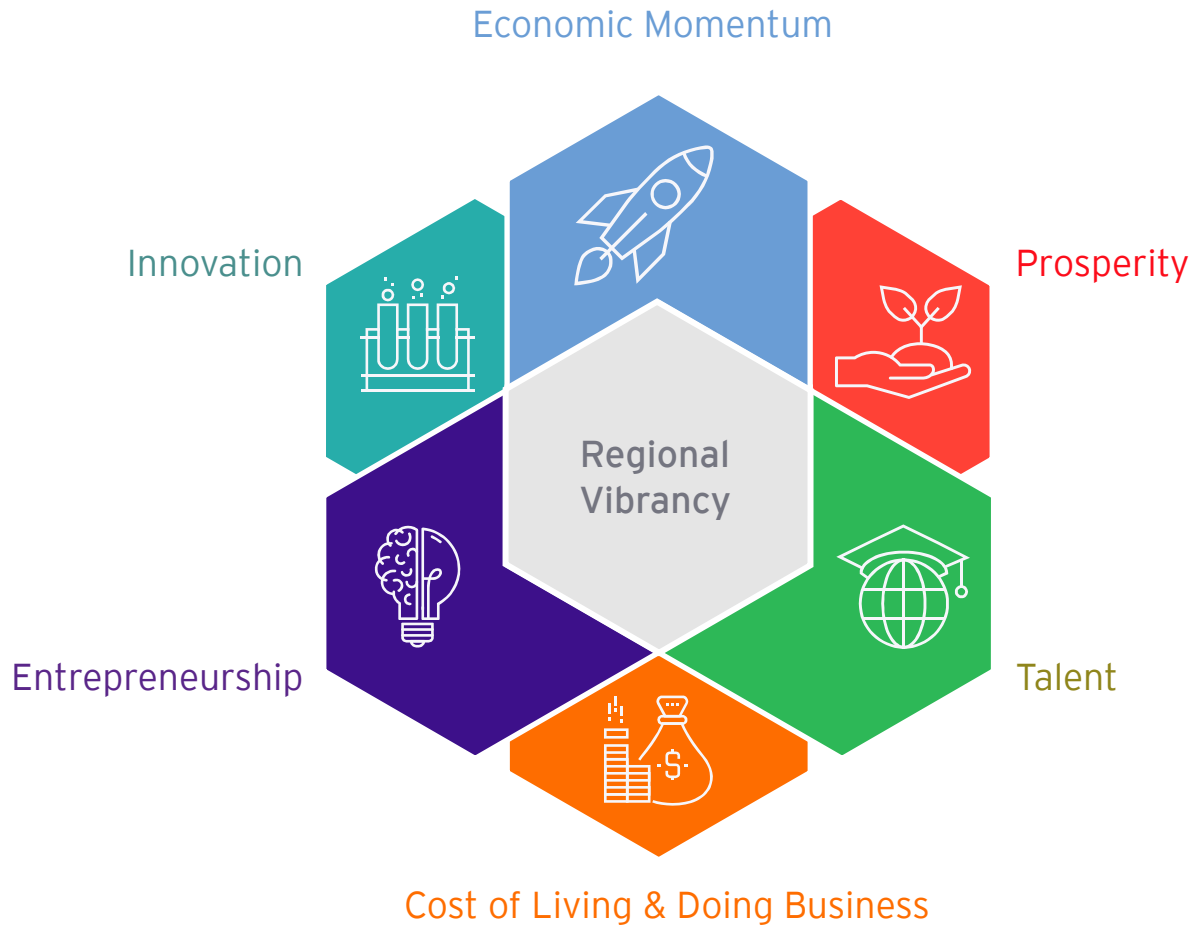 Economic Momentum
Innovation
Prosperity
Regional
Vibrancy
Entrepreneurship
Talent
$
Cost of Living & Doing Business